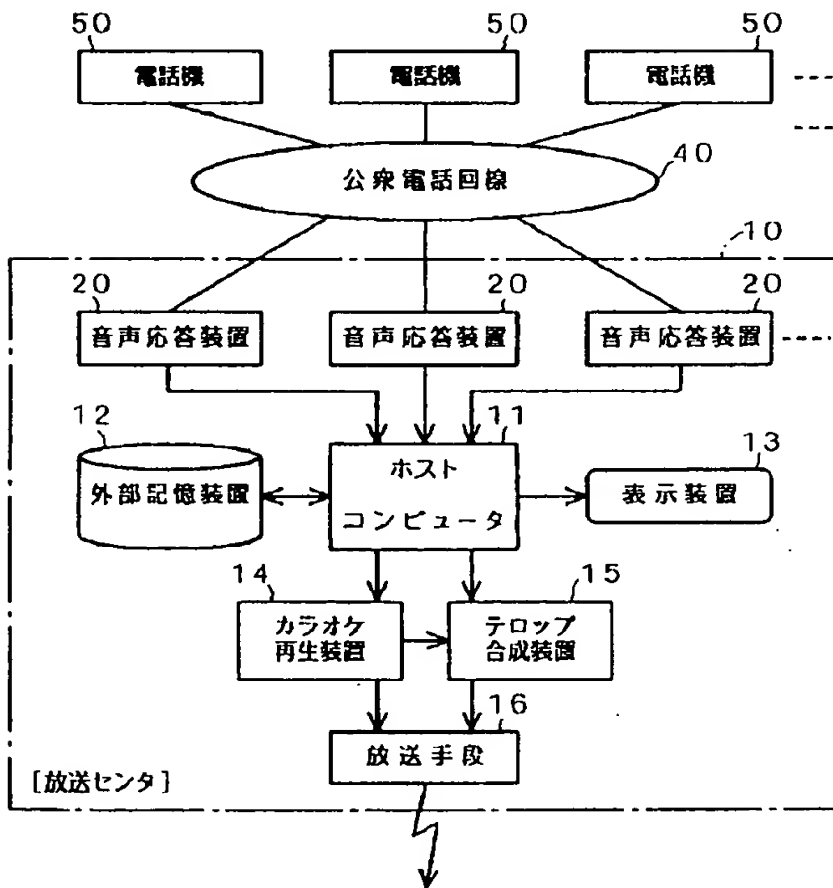 50 50 50
電話機 電話機 電話機
40
公衆電話回線
10
20 20 20
音声応答装置 音声応答装置 音声応答装置
12 11 13
外部記憶装置
ホスト
コンピュータ
表示装置
14 15
カラオケ
再生装置
テロップ
合成装置
16
放送手段
[放送センタ]